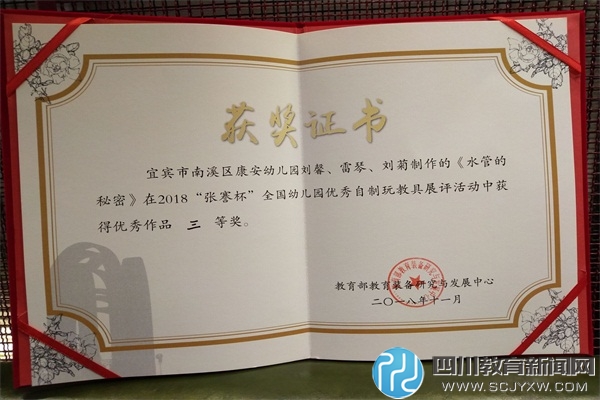 获奖证书
宜宾市南溪区康安幼儿园刘馨、雷琴、刘菊制作的《水管的
秘密》在2018“张謇杯”全国幼儿园优秀自制玩教具展评活动中获
得优秀作品 三 等奖。
教育部教育装备研究与发展中心
二〇一八年十一月
四川教育新闻网
WWW.SCJYXW.COM